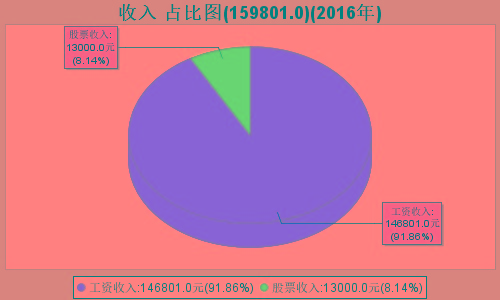 收入 占比图(159801.0)(2016年)
股票收入:
13000.0元
(8.14%)
工资收入:
146801.0元
(91.86%)
工资收入:146801.0元(91.86%) 股票收入:13000.0元(8.14%)